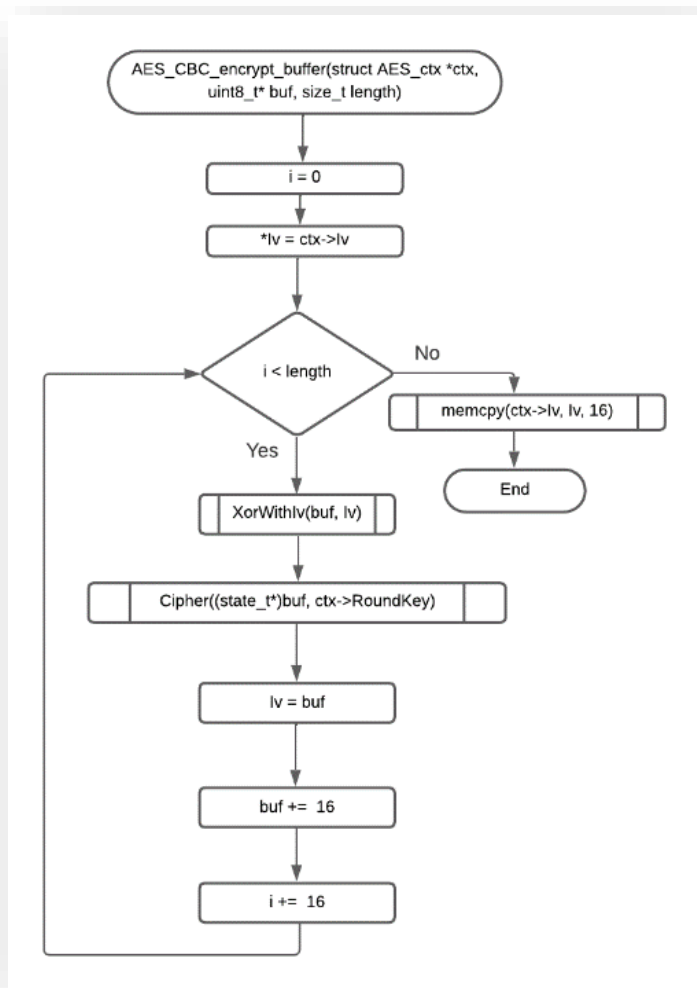 AES_CBC_encrypt_buffer(struct AES_ctx *ctx,
uint8_t* buf, size_t length)
i = 0
*Iv = ctx->Iv
i < length
No
memcpy(ctx->Iv, Iv, 16)
End
Yes
XorWithIv(buf, Iv)
Cipher((state_t*)buf, ctx->RoundKey)
Iv = buf
buf += 16
i += 16